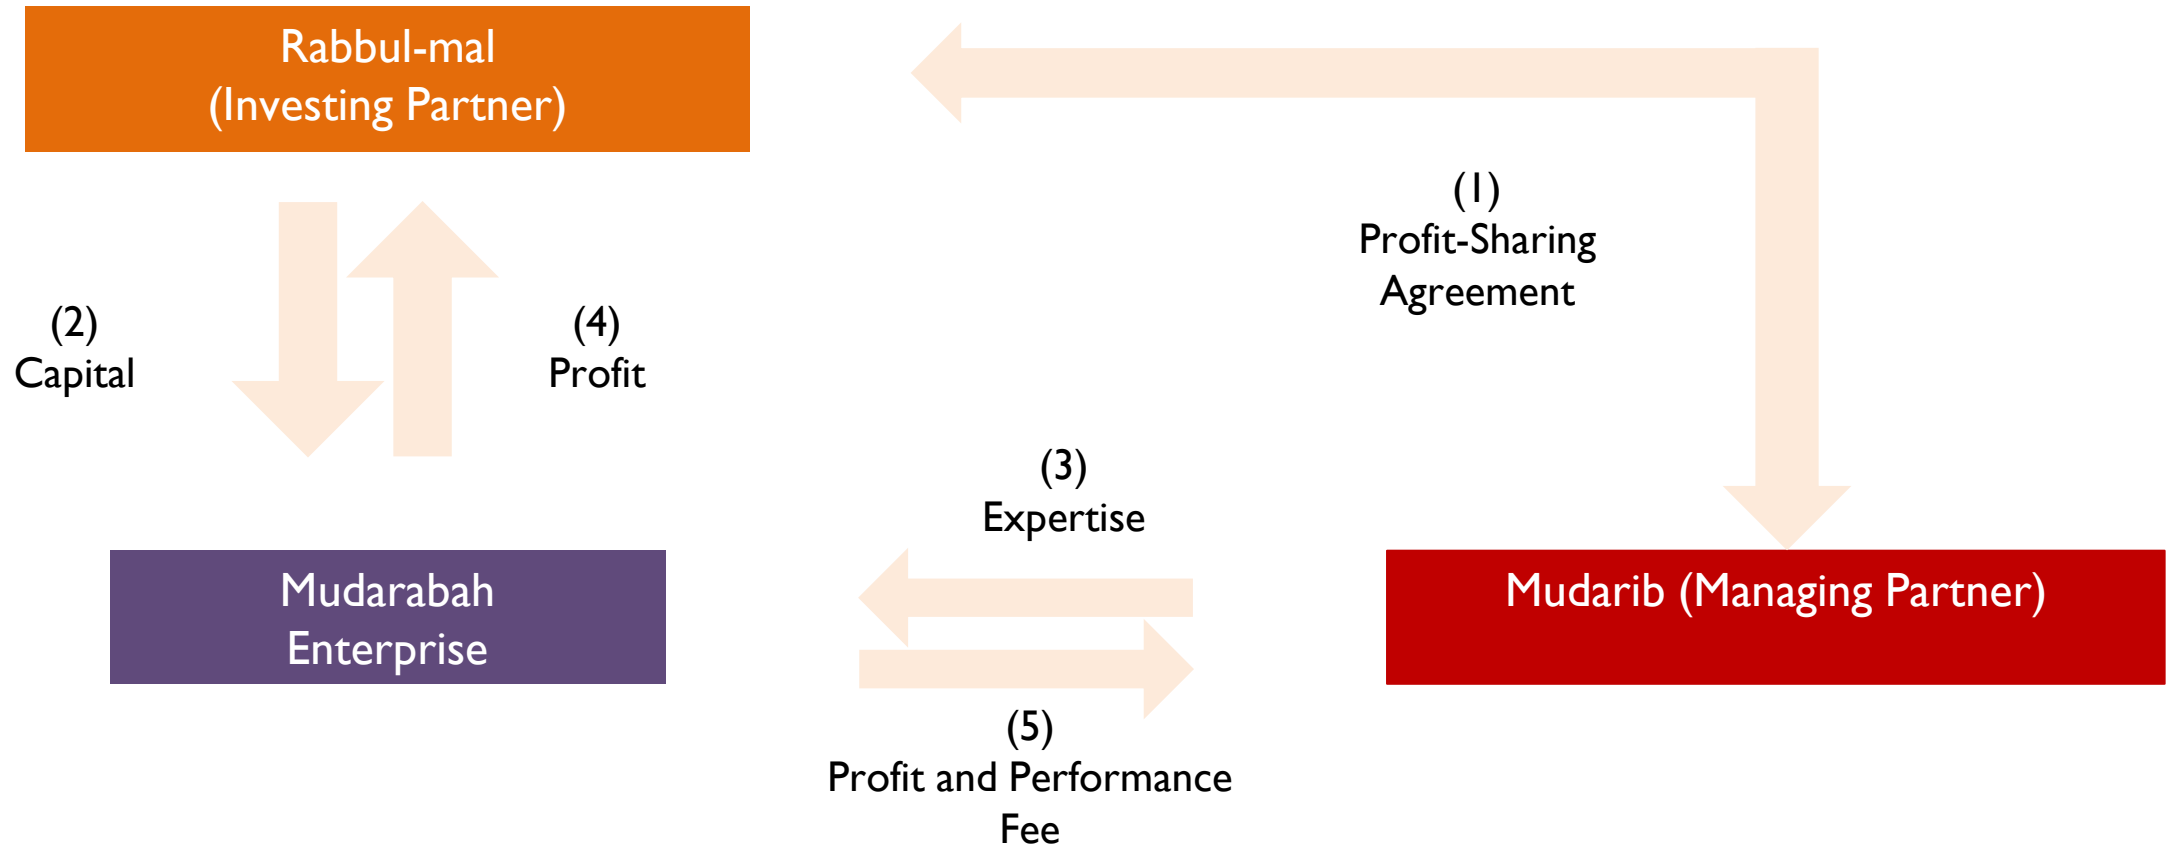 Rabbul-mal
(Investing Partner)
(1)
Profit-Sharing
Agreement
(2)
Capital
(4)
Profit
(3)
Expertise
Mudarabah
Enterprise
Mudarib (Managing Partner)
(5)
Profit and Performance
Fee